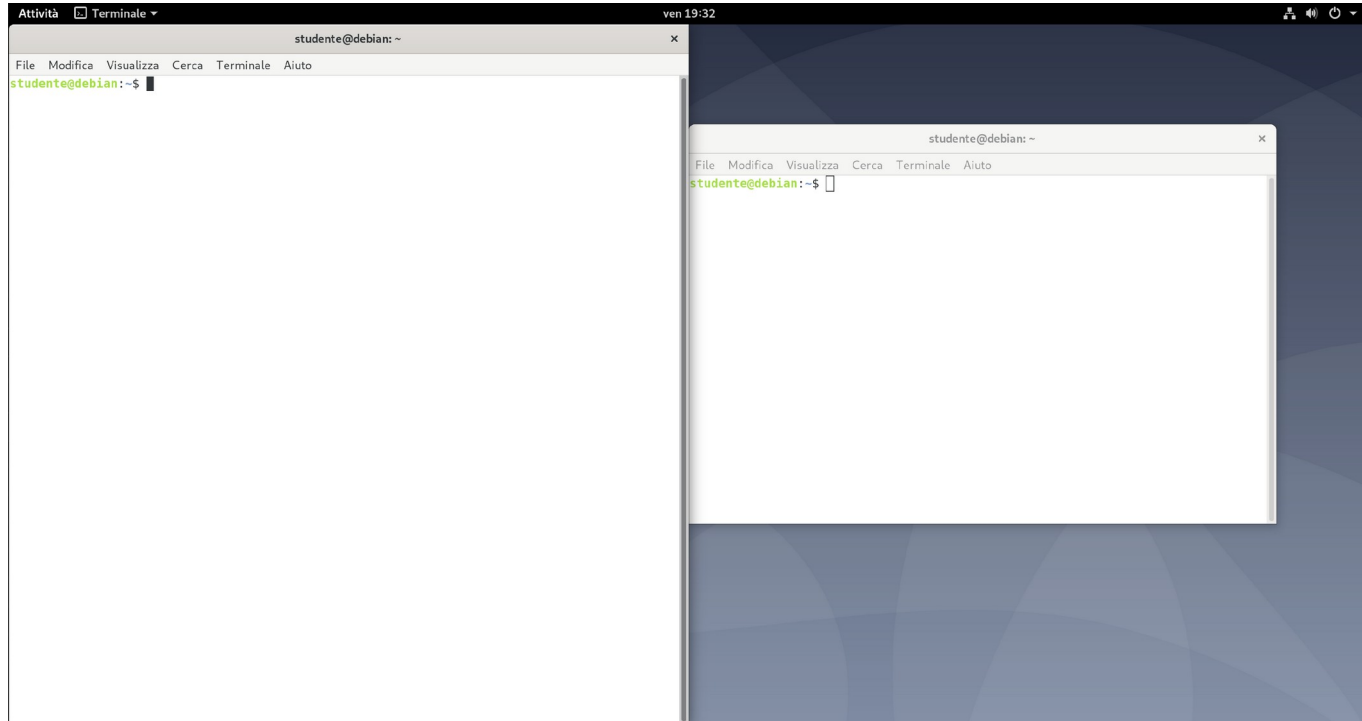 Attività Terminale ven 19:32
studente@debian: ~
File Modifica Visualizza Cerca Terminale Aiuto
studente@debian:~$
studente@debian: ~
File Modifica Visualizza Cerca Terminale Aiuto
studente@debian:~$